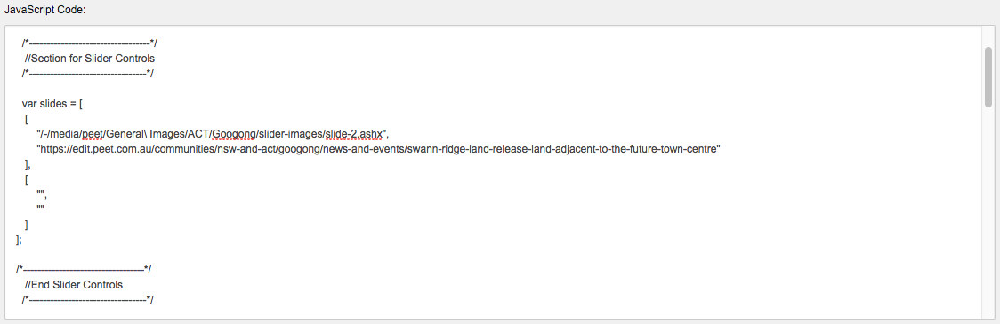 JavaScript Code:
/*----------------------------------*/
//Section for Slider Controls
/*---------------------------------*/
var slides = [
[
"/-/media/peet/General\ Images/ACT/Googong/slider-images/slide-2.ashx",
"https://edit.peet.com.au/communities/nsw-and-act/googong/news-and-events/swann-ridge-land-release-land-adjacent-to-the-future-town-centre"
],
[
"",
""
]
];
/*----------------------------------*/
//End Slider Controls
/*---------------------------------*/